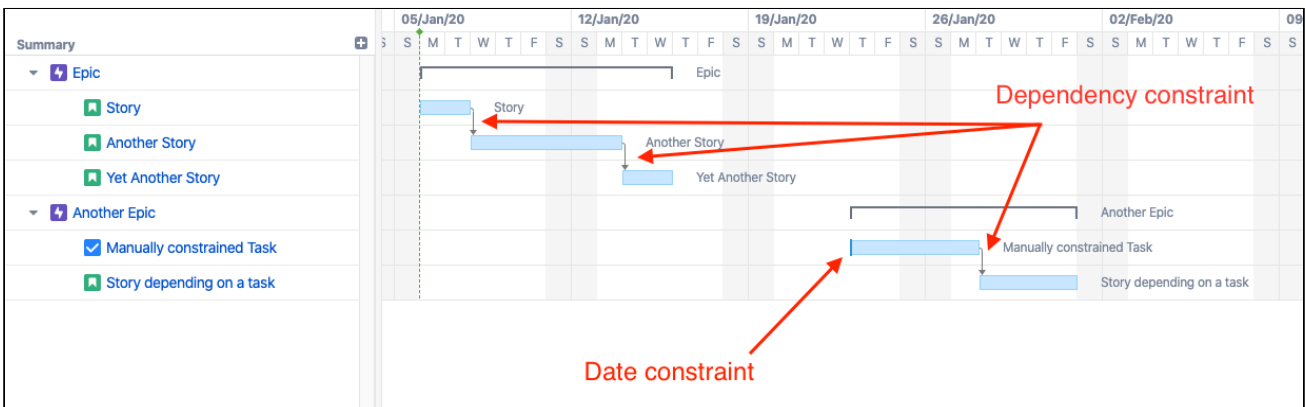 05/Jan/20 12/Jan/20 19/Jan/20 26/Jan/20 02/Feb/20 09
Summary S S M T W T F S S M T W T F S S M T W T F S S M T W T F S S M T W T F S S
Epic Epic
Story Story
Dependency constraint
Another Story Another Story
Yet Another Story Yet Another Story
Another Epic Another Epic
Manually constrained Task Manually constrained Task
Story depending on a task Story depending on a task
Date constraint